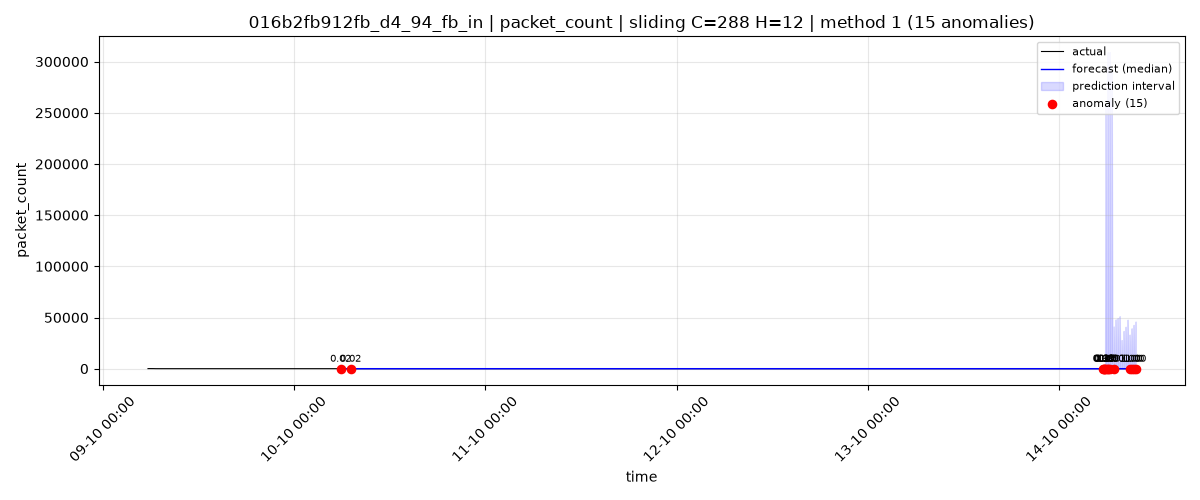 016b2fb912fb_d4_94_fb_in | packet_count | sliding C=288 H=12 | method 1 (15 anomalies)
actual
forecast (median)
prediction interval
anomaly (15)
packet_count
300000
250000
200000
150000
100000
50000
0
09-10 00:00
10-10 00:00
11-10 00:00
12-10 00:00
13-10 00:00
14-10 00:00
time